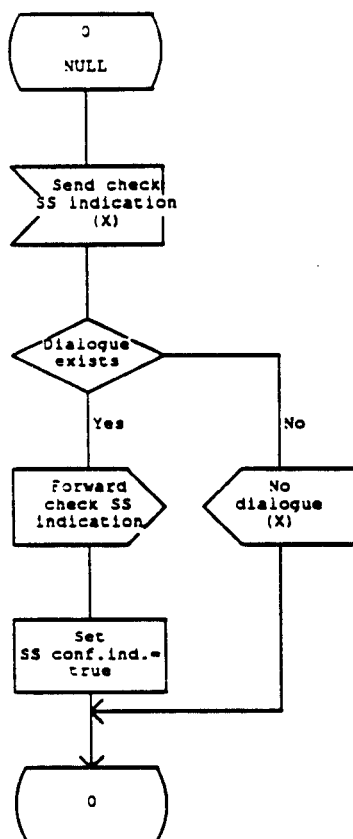 0
NULL
Send check
SS indication
(X)
Dialogue
exists
Yes
No
Forward
check SS
indication
No
dialogue
(X)
Set
SS conf.ind.=
true
0